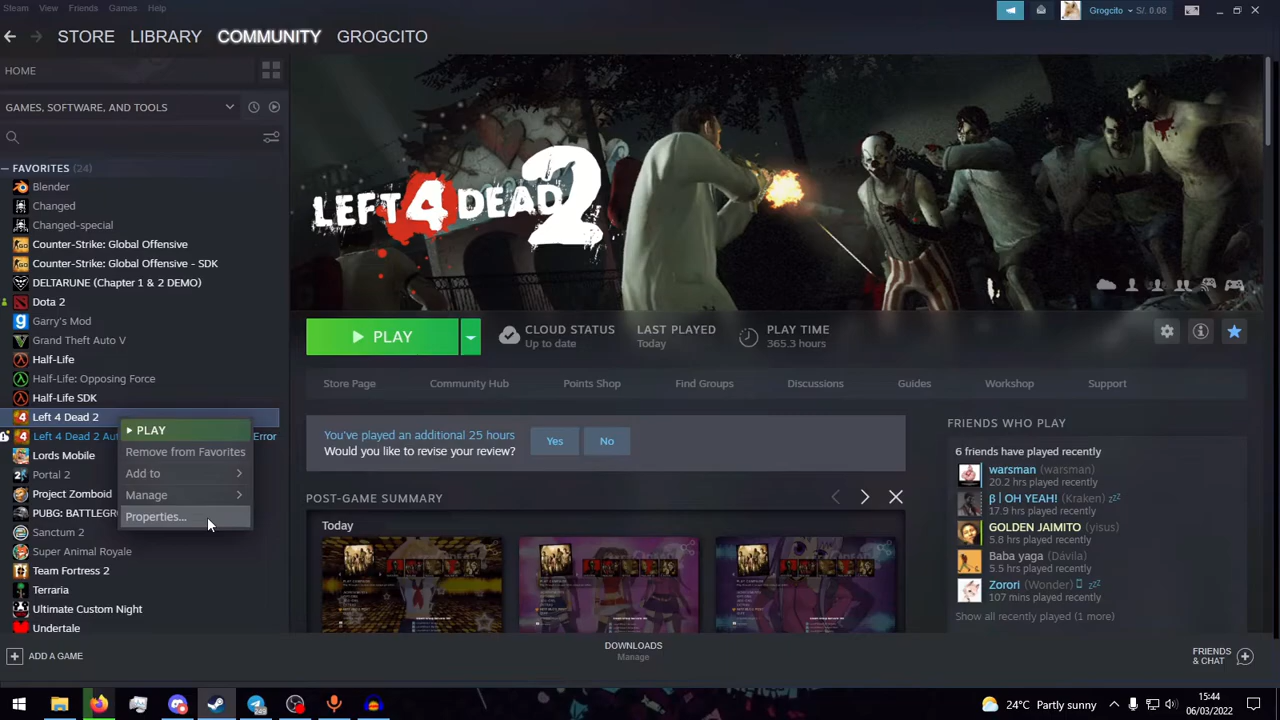 Steam View Friends Games Help
Grogcito S/. 0.08
STORE LIBRARY COMMUNITY GROGCITO
HOME
GAMES, SOFTWARE, AND TOOLS
FAVORITES (24)
Blender
Changed
Changed-special
Counter-Strike: Global Offensive
Counter-Strike: Global Offensive - SDK
DELTARUNE (Chapter 1 & 2 DEMO)
Dota 2
Garry's Mod
Grand Theft Auto V
Half-Life
Half-Life: Opposing Force
Half-Life SDK
Left 4 Dead 2
Left 4 Dead 2 Aut Error
Lords Mobile
Portal 2
Project Zomboid
PUBG: BATTLEGR
Sanctum 2
Super Animal Royale
Team Fortress 2
Terraria
Ultimate Custom Night
Undertale
PLAY
Remove from Favorites
Add to
Manage
Properties...
LEFT 4 DEAD 2
PLAY
CLOUD STATUS
Up to date
LAST PLAYED
Today
PLAY TIME
365.3 hours
Store Page Community Hub Points Shop Find Groups Discussions Guides Workshop Support
You've played an additional 25 hours
Would you like to revise your review?
Yes No
POST-GAME SUMMARY
Today
FRIENDS WHO PLAY
6 friends have played recently
warsman (warsman)
20.2 hrs played recently
β | OH YEAH! (Kraken) zzz
17.9 hrs played recently
GOLDEN JAIMITO (yisus)
5.8 hrs played recently
Baba yaga (Dávila)
5.5 hrs played recently
Zorori (Wonder) zzz
107 mins played recently
Show all recently played (1 more)
ADD A GAME
DOWNLOADS
Manage
FRIENDS
& CHAT
24°C Partly sunny
15:44
06/03/2022